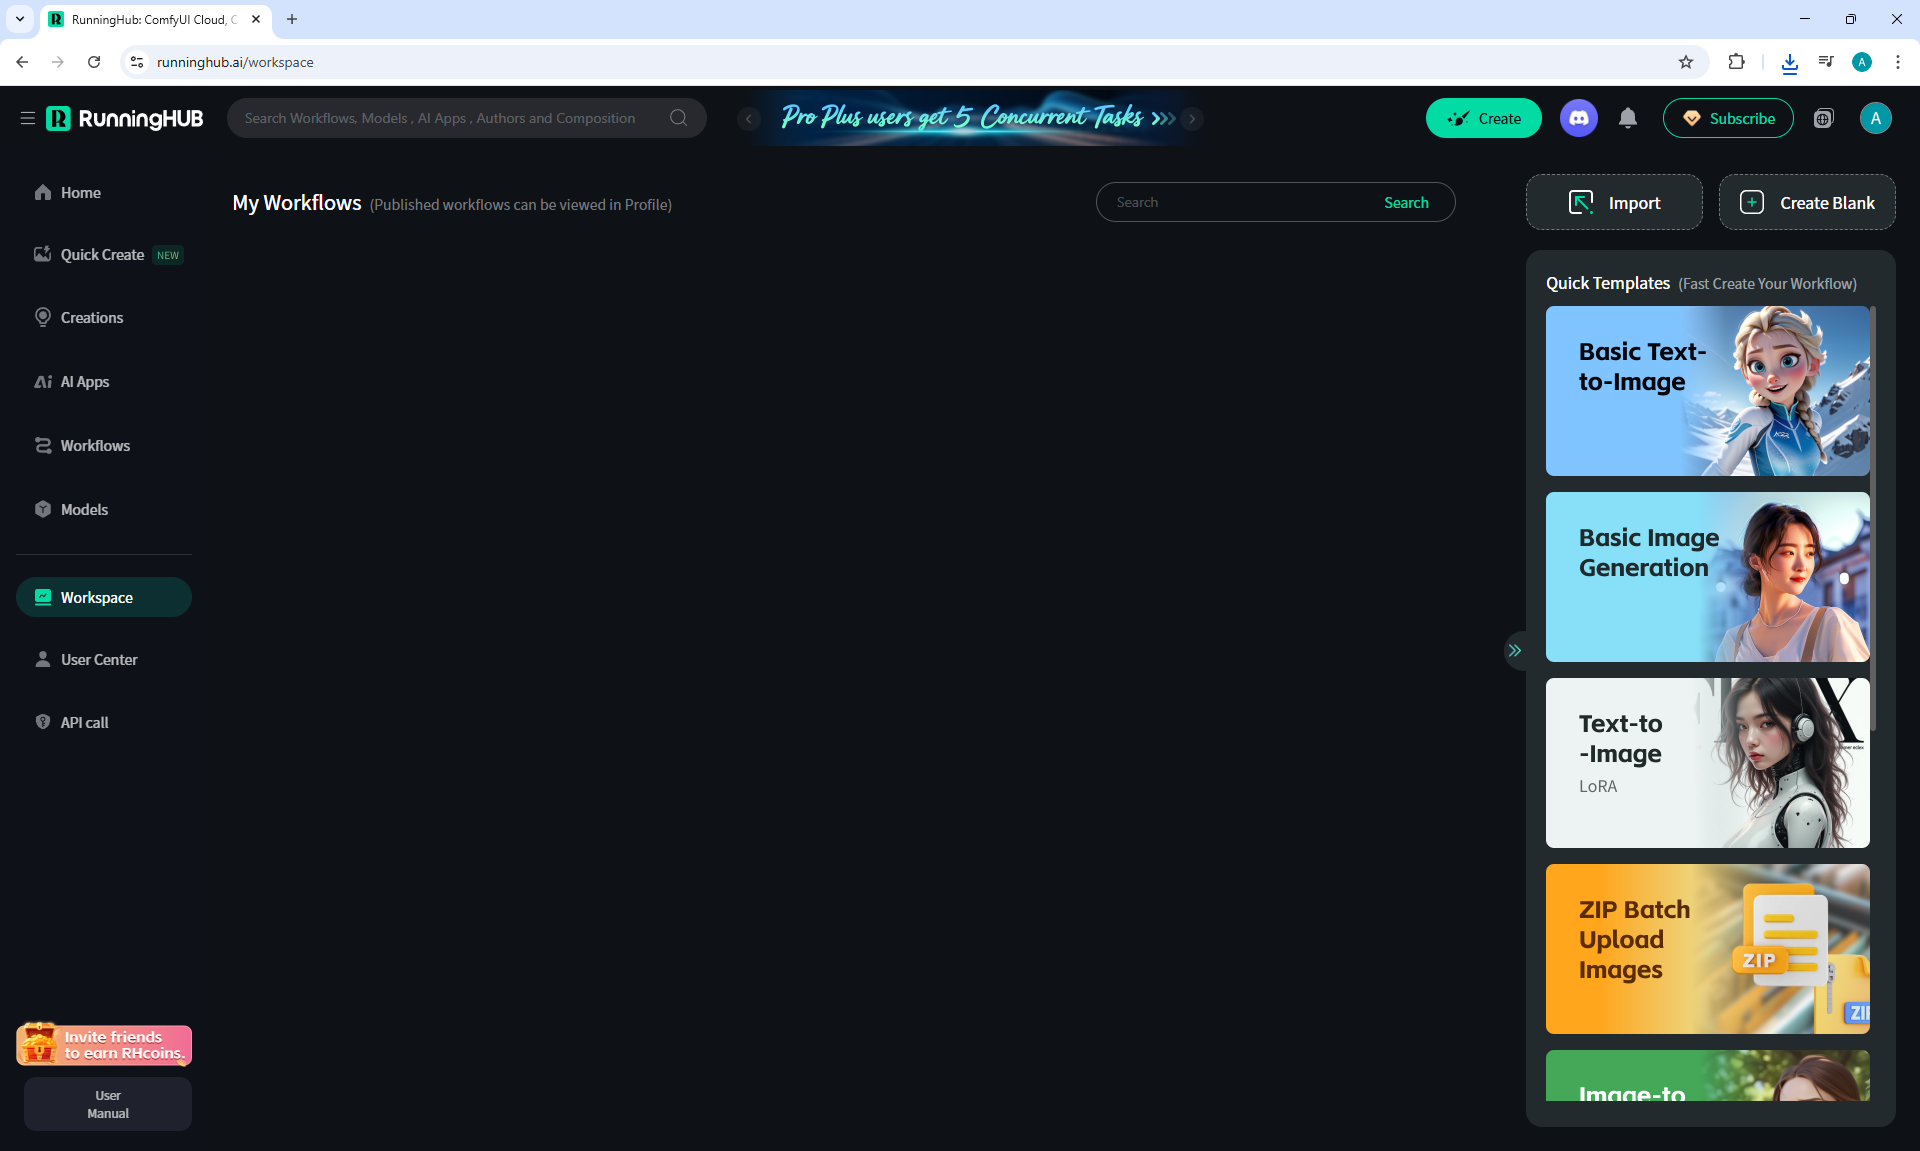 RunningHub: ComfyUI Cloud, C
runninghub.ai/workspace
A
RunningHUB
Search Workflows, Models , AI Apps , Authors and Composition
Pro Plus users get 5 Concurrent Tasks
Create
Subscribe
A
Home
Quick Create NEW
Creations
AI Apps
Workflows
Models
Workspace
User Center
API call
Invite friends
to earn RHcoins.
User
Manual
My Workflows (Published workflows can be viewed in Profile)
Search
Search
Import
Create Blank
Quick Templates (Fast Create Your Workflow)
Basic Text-
to-Image
Basic Image
Generation
Text-to
-Image
LoRA
ZIP Batch
Upload
Images
ZIP
Image-to